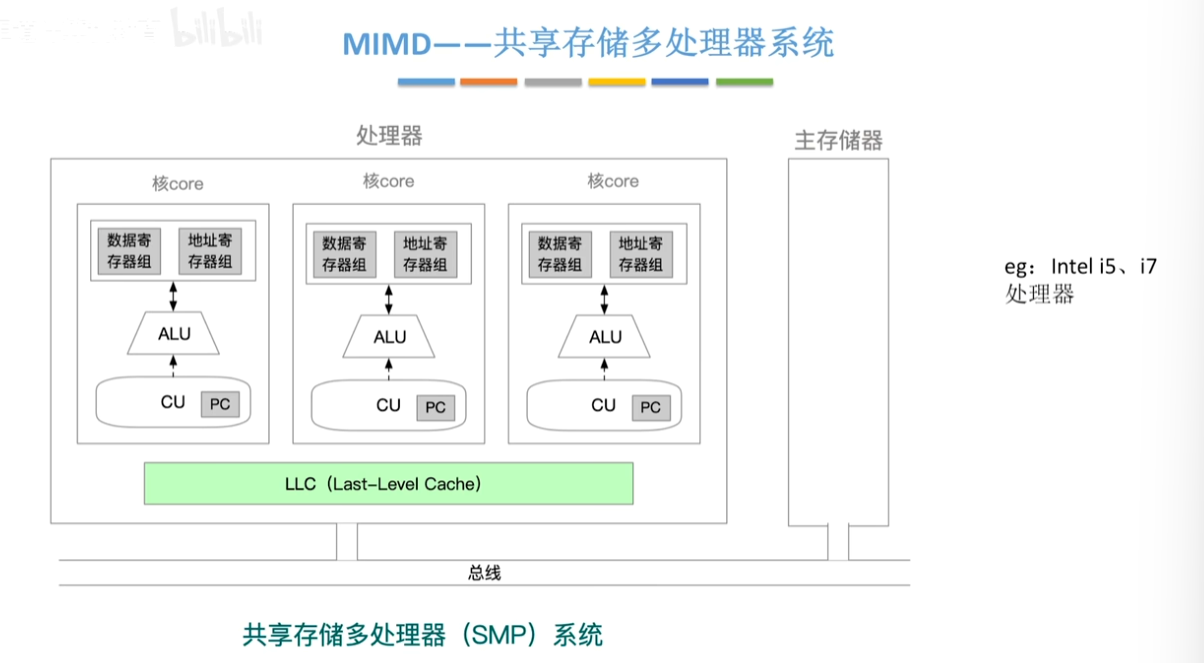 bilibili
MIMD——共享存储多处理器系统
处理器
主存储器
核core
核core
核core
数据寄
存器组
地址寄
存器组
数据寄
存器组
地址寄
存器组
数据寄
存器组
地址寄
存器组
ALU
ALU
ALU
CU
PC
CU
PC
CU
PC
LLC（Last-Level Cache）
总线
eg：Intel i5、i7
处理器
共享存储多处理器（SMP）系统